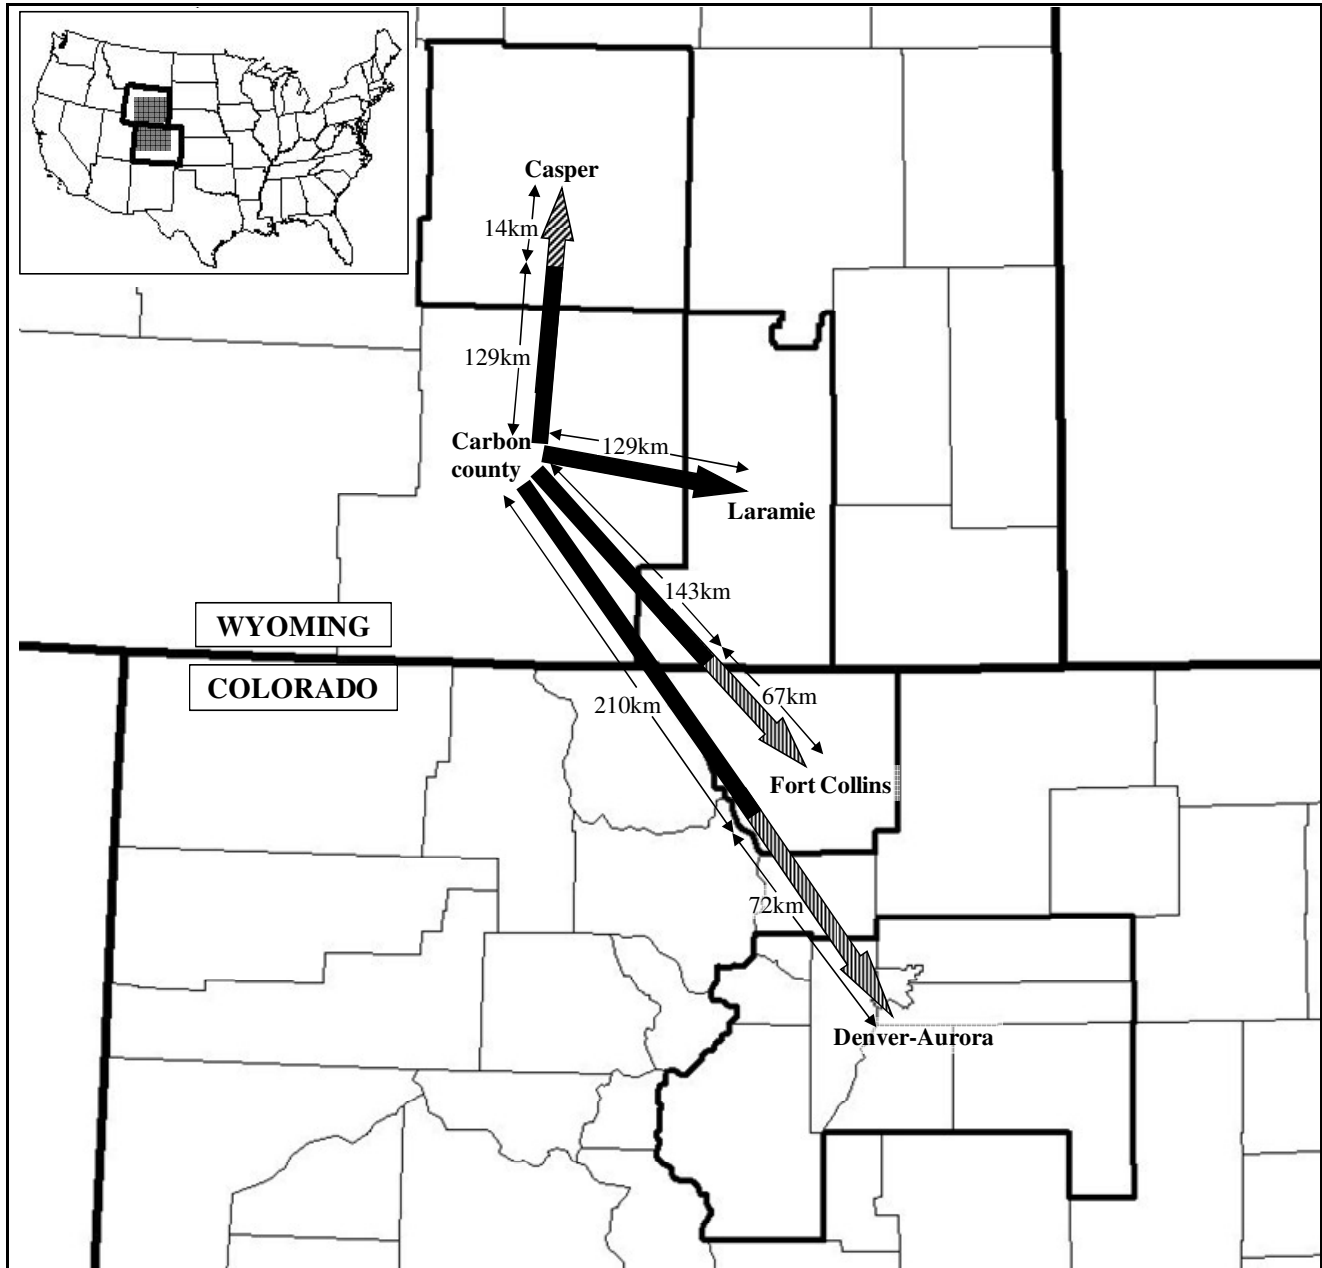 Casper
14km
129km
Carbon
county
129km
Laramie
143km
WYOMING
COLORADO
67km
210km
Fort Collins
72km
Denver-Aurora